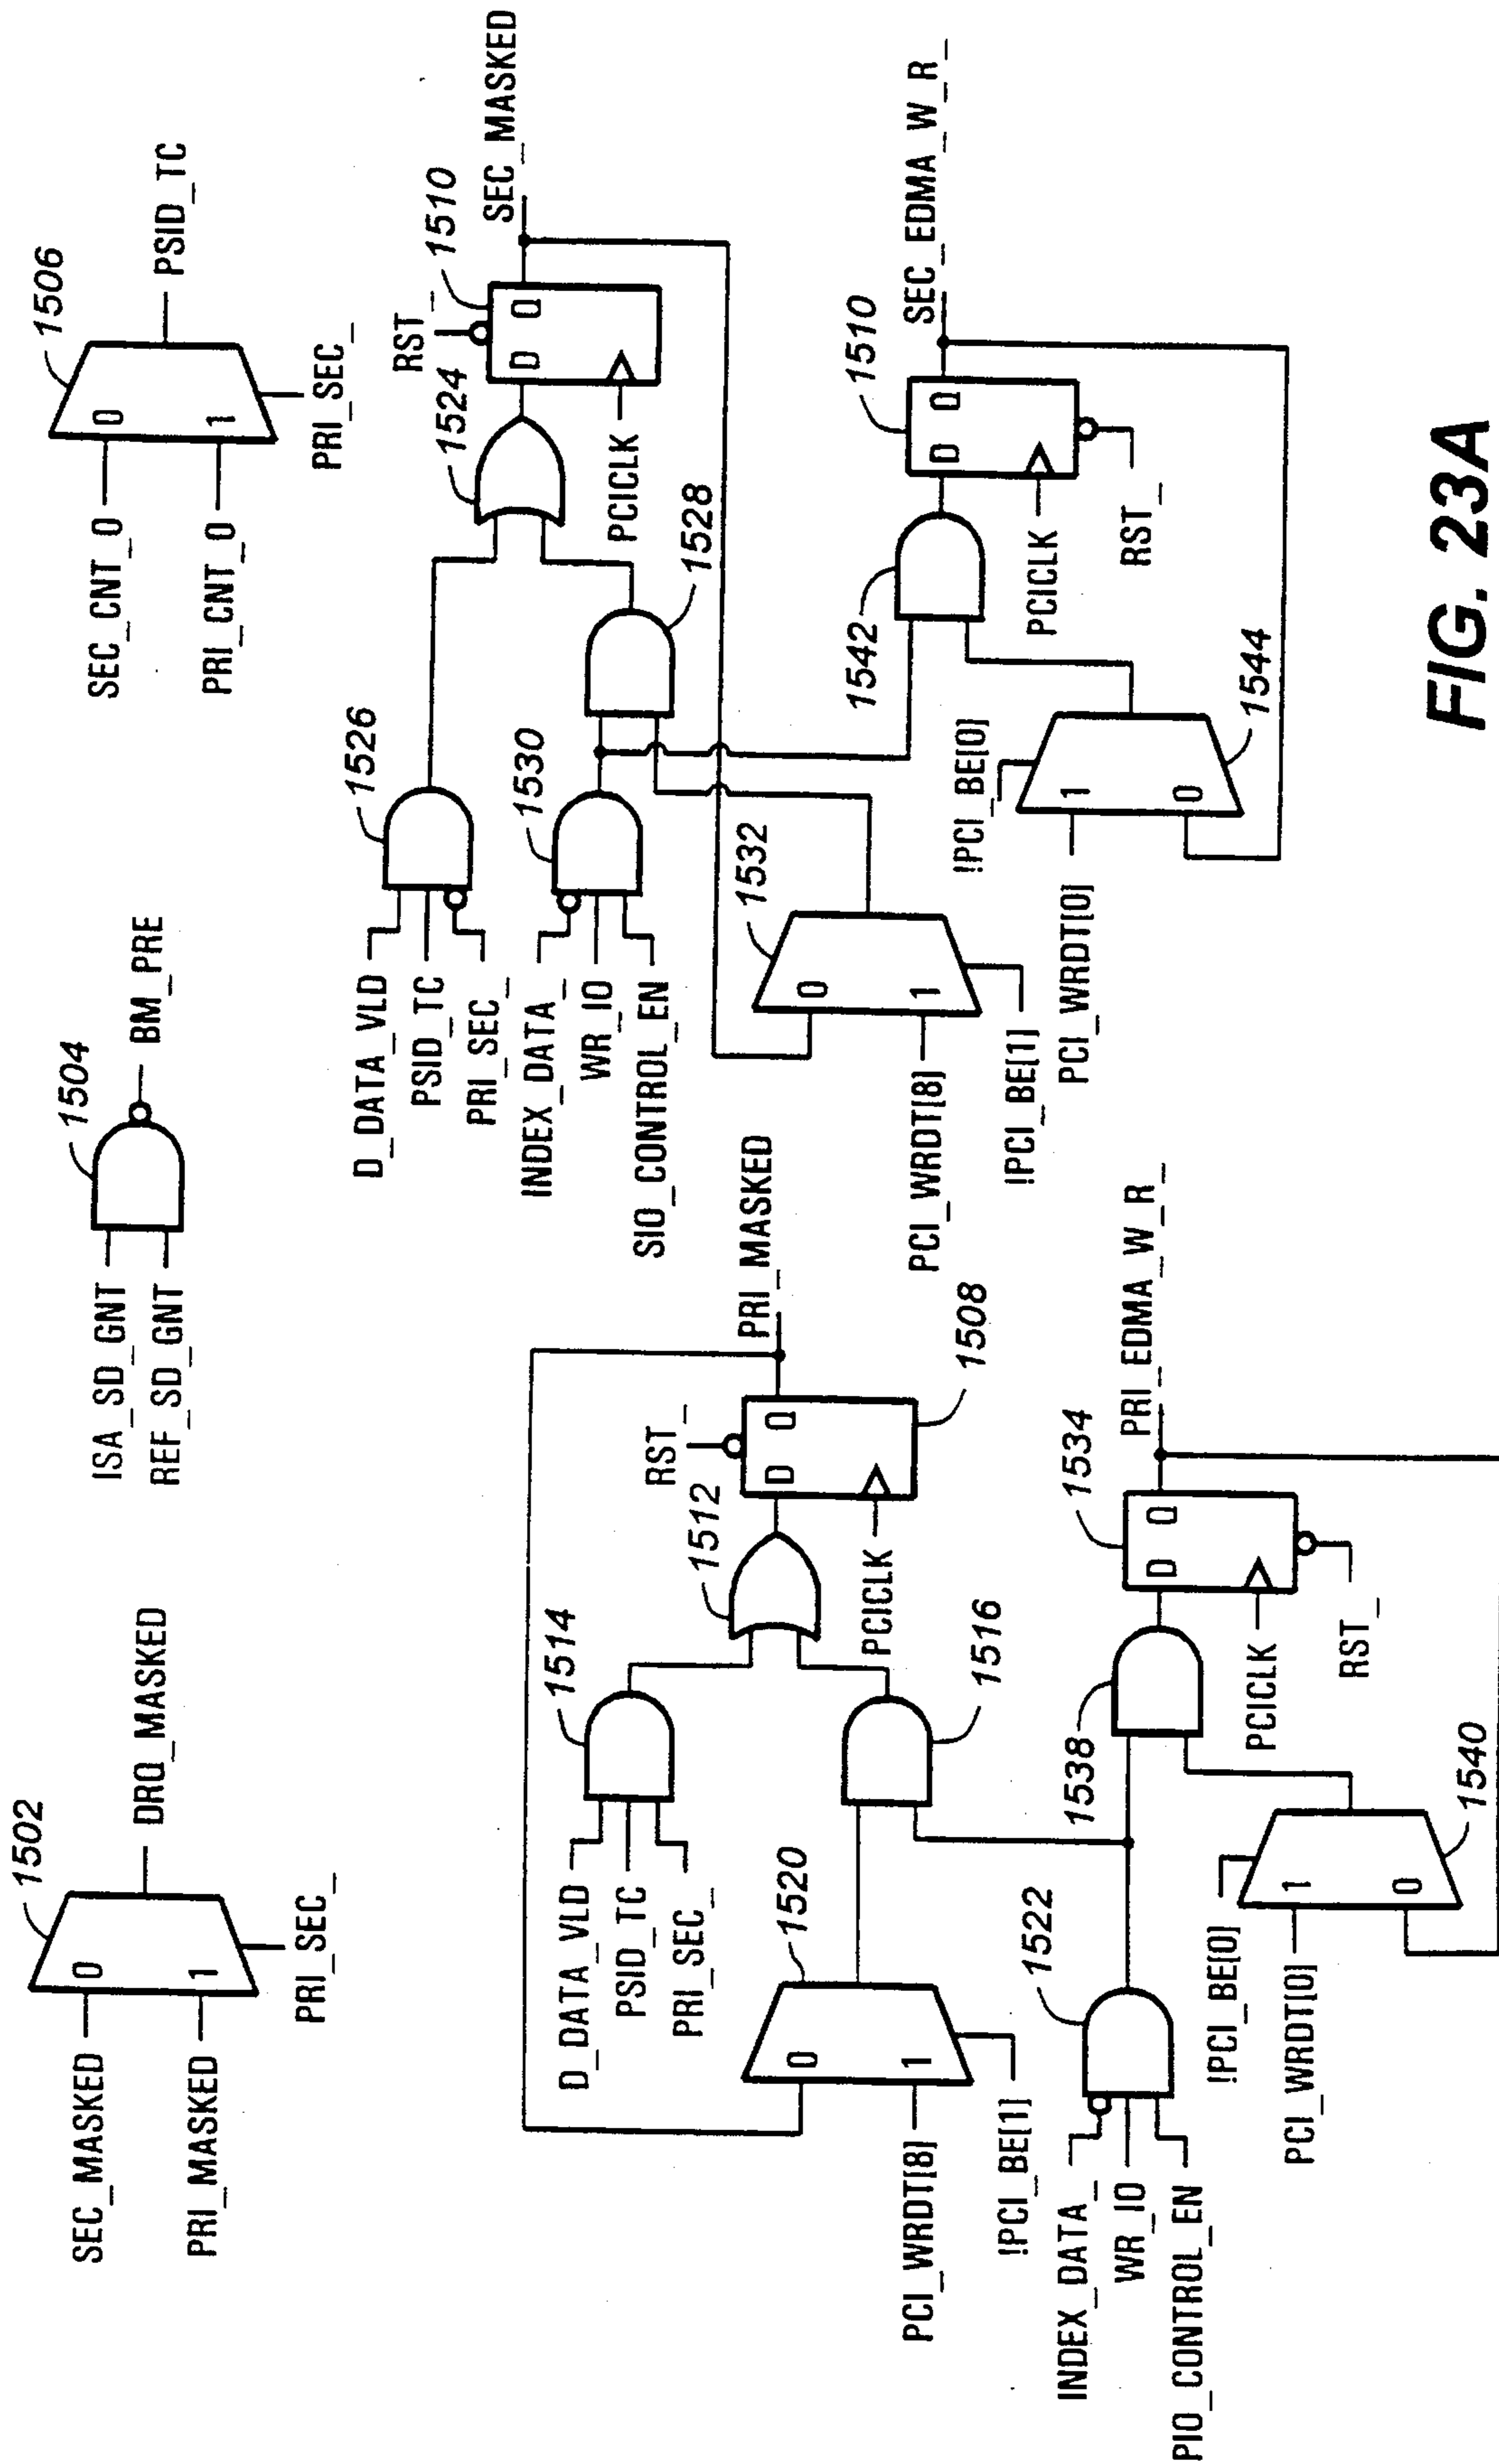 1502
SEC_MASKED
0
DRQ_MASKED
PRI_MASKED
1
PRI_SEC_
1504
ISA_SD_GNT
REF_SD_GNT
BM_PRE
1506
SEC_CNT_0
0
PSID_TC
PRI_CNT_0
1
PRI_SEC_
D_DATA_VLD
PSID_TC
PRI_SEC_
1514
1512
RST_
D
Q
PRI_MASKED
1508
PCICLK
1520
0
1
PCI_WRDT[8]
!PCI_BE[1]
1516
INDEX_DATA_
WR_IO
PIO_CONTROL_EN
1522
1538
1534
D
Q
PRI_EDMA_W_R_
PCICLK
RST_
!PCI_BE[0]
PCI_WRDT[0]
1
0
1540
D_DATA_VLD
PSID_TC
PRI_SEC_
1526
1524
RST_
D
Q
1510
SEC_MASKED
PCICLK
INDEX_DATA_
WR_IO
SIO_CONTROL_EN
1530
1528
1532
0
1
PCI_WRDT[8]
!PCI_BE[1]
1542
D
Q
1510
SEC_EDMA_W_R_
PCICLK
RST_
!PCI_BE[0]
PCI_WRDT[0]
1
0
1544
FIG. 23A